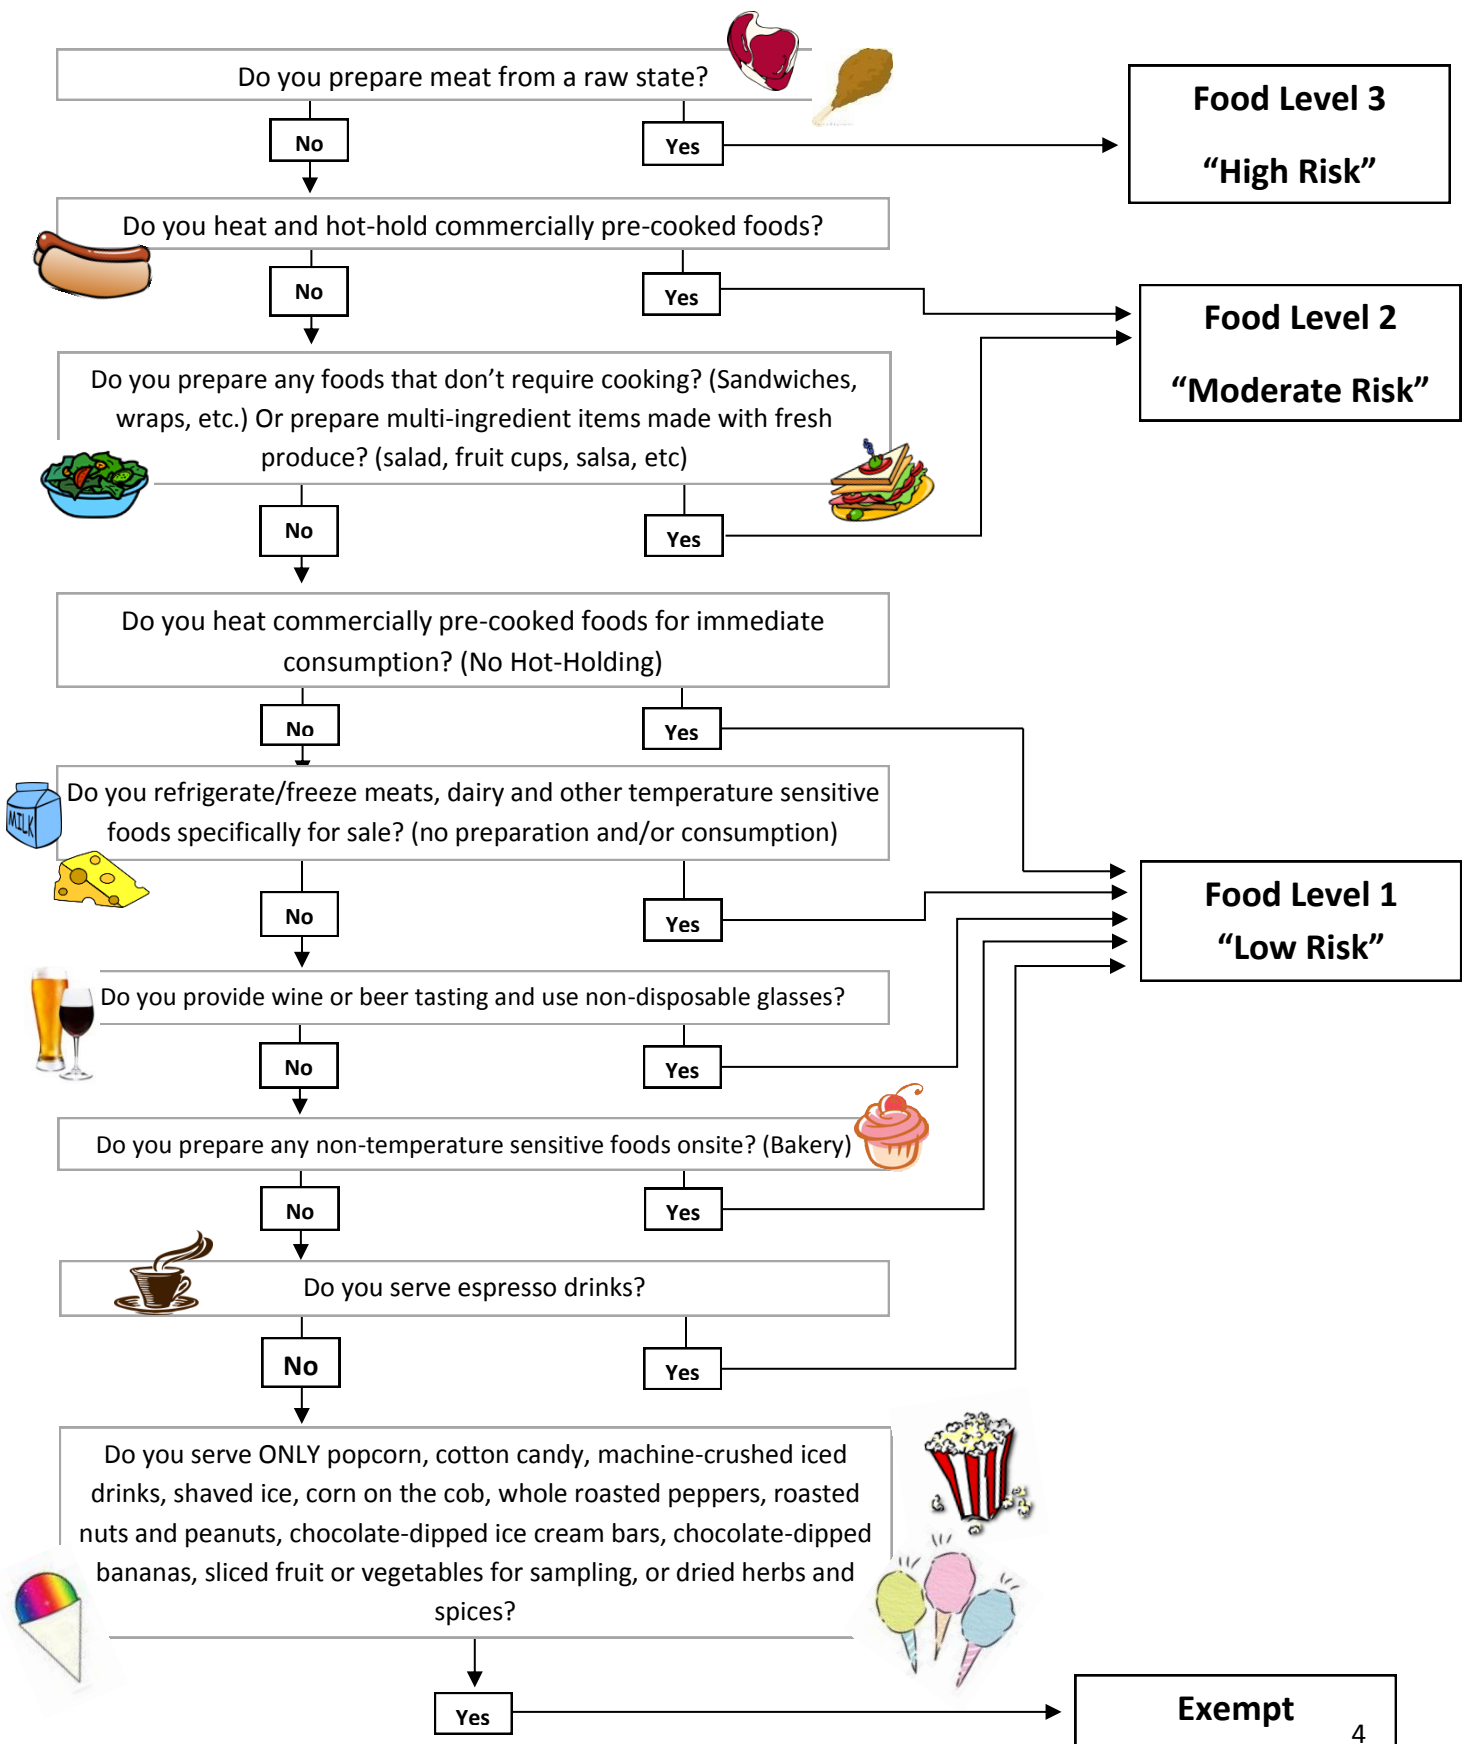 Do you prepare meat from a raw state?
Food Level 3
“High Risk”
No
Yes
Do you heat and hot-hold commercially pre-cooked foods?
No
Yes
Food Level 2
“Moderate Risk”
Do you prepare any foods that don’t require cooking? (Sandwiches,
wraps, etc.) Or prepare multi-ingredient items made with fresh
produce? (salad, fruit cups, salsa, etc)
No
Yes
Do you heat commercially pre-cooked foods for immediate
consumption? (No Hot-Holding)
No
Yes
MILK
Do you refrigerate/freeze meats, dairy and other temperature sensitive
foods specifically for sale? (no preparation and/or consumption)
No
Yes
Food Level 1
“Low Risk”
Do you provide wine or beer tasting and use non-disposable glasses?
No
Yes
Do you prepare any non-temperature sensitive foods onsite? (Bakery)
No
Yes
Do you serve espresso drinks?
No
Yes
Do you serve ONLY popcorn, cotton candy, machine-crushed iced
drinks, shaved ice, corn on the cob, whole roasted peppers, roasted
nuts and peanuts, chocolate-dipped ice cream bars, chocolate-dipped
bananas, sliced fruit or vegetables for sampling, or dried herbs and
spices?
Yes
Exempt
4